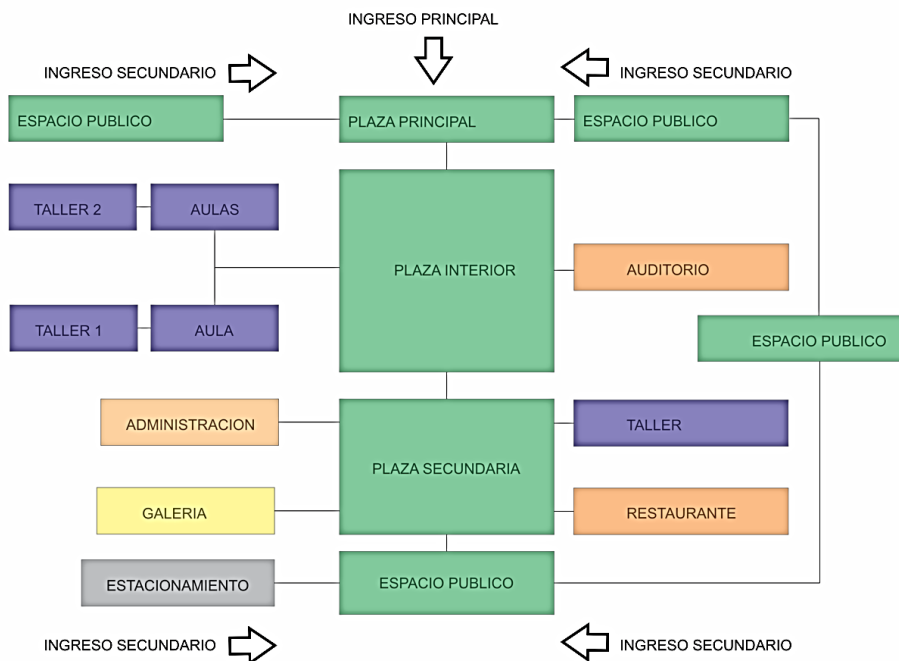 INGRESO PRINCIPAL
INGRESO SECUNDARIO
INGRESO SECUNDARIO
ESPACIO PUBLICO
PLAZA PRINCIPAL
ESPACIO PUBLICO
TALLER 2
AULAS
PLAZA INTERIOR
AUDITORIO
TALLER 1
AULA
ESPACIO PUBLICO
ADMINISTRACION
PLAZA SECUNDARIA
TALLER
GALERIA
RESTAURANTE
ESTACIONAMIENTO
ESPACIO PUBLICO
INGRESO SECUNDARIO
INGRESO SECUNDARIO